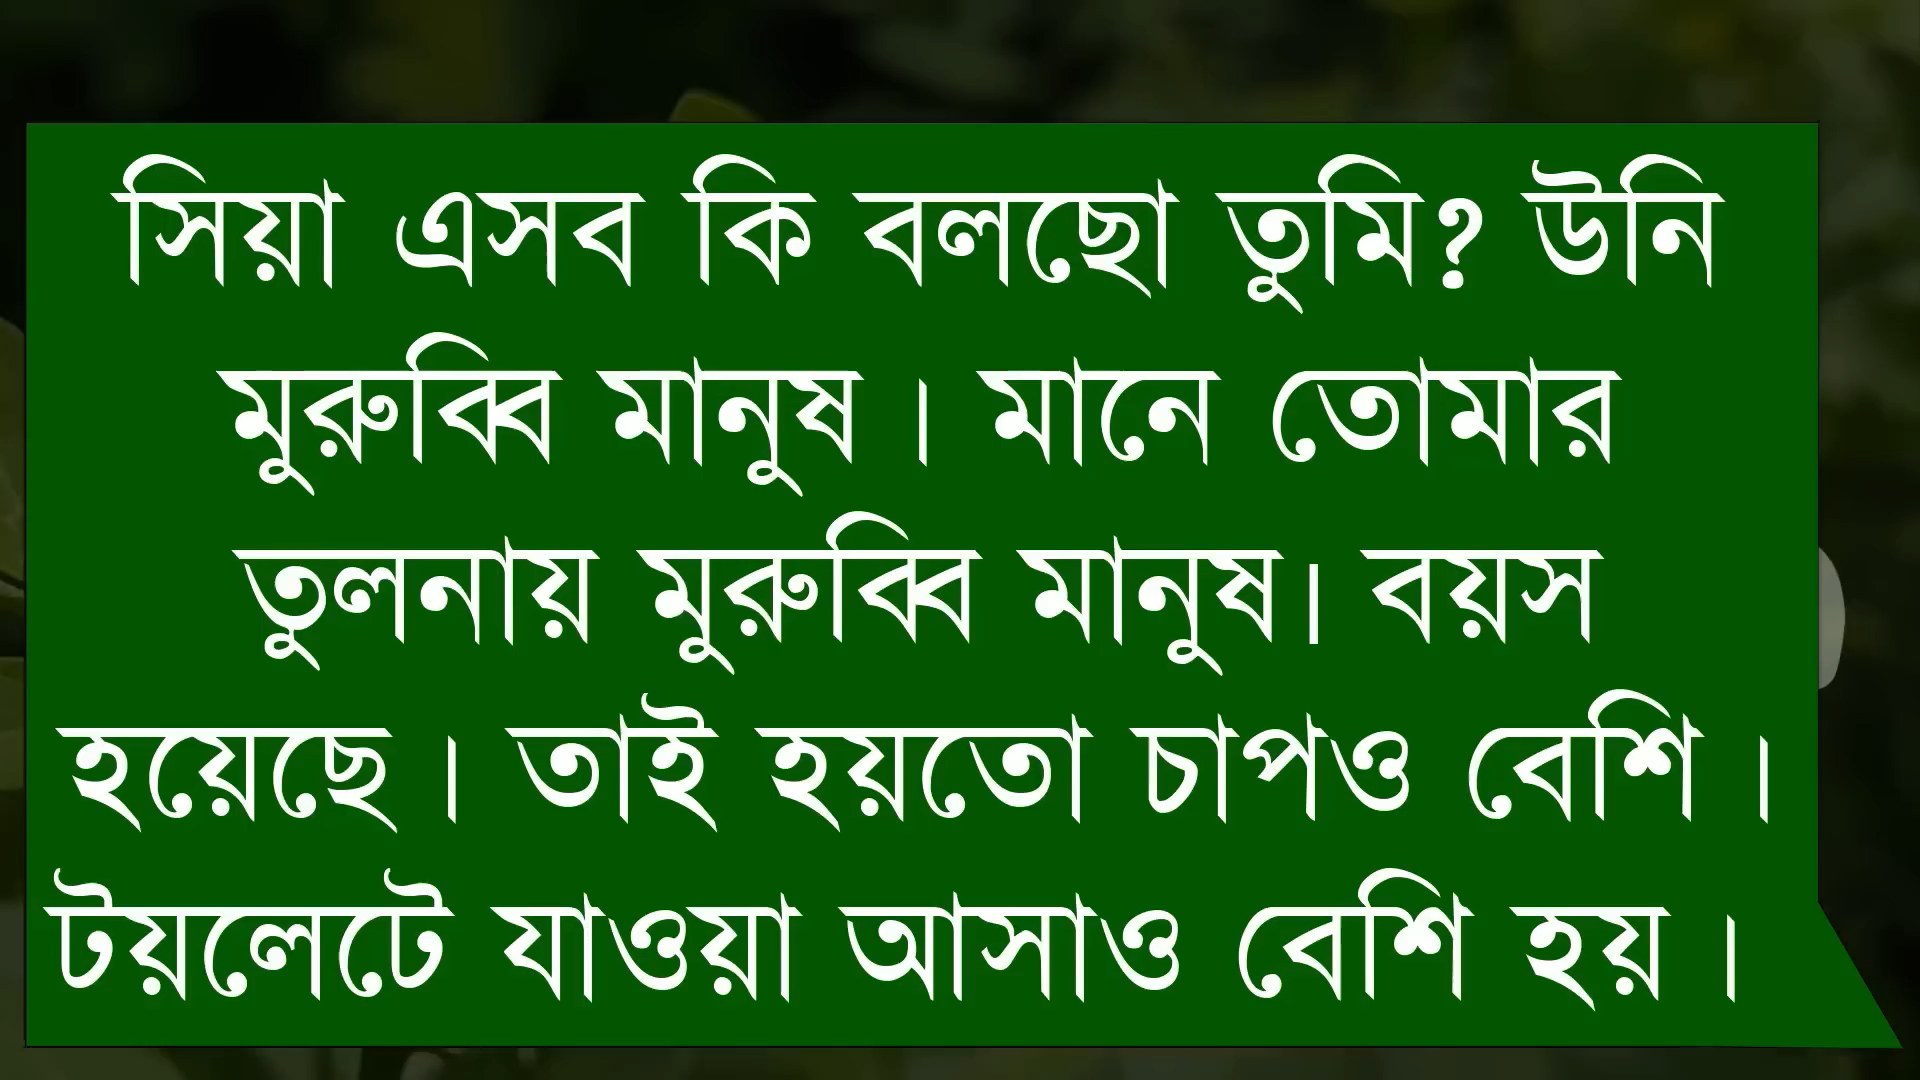 সিয়া এসব কি বলছো তুমি? উনি
মুরুব্বি মানুষ । মানে তোমার
তুলনায় মুরুব্বি মানুষ। বয়স
হয়েছে । তাই হয়তো চাপও বেশি ।
টয়লেটে যাওয়া আসাও বেশি হয় ।